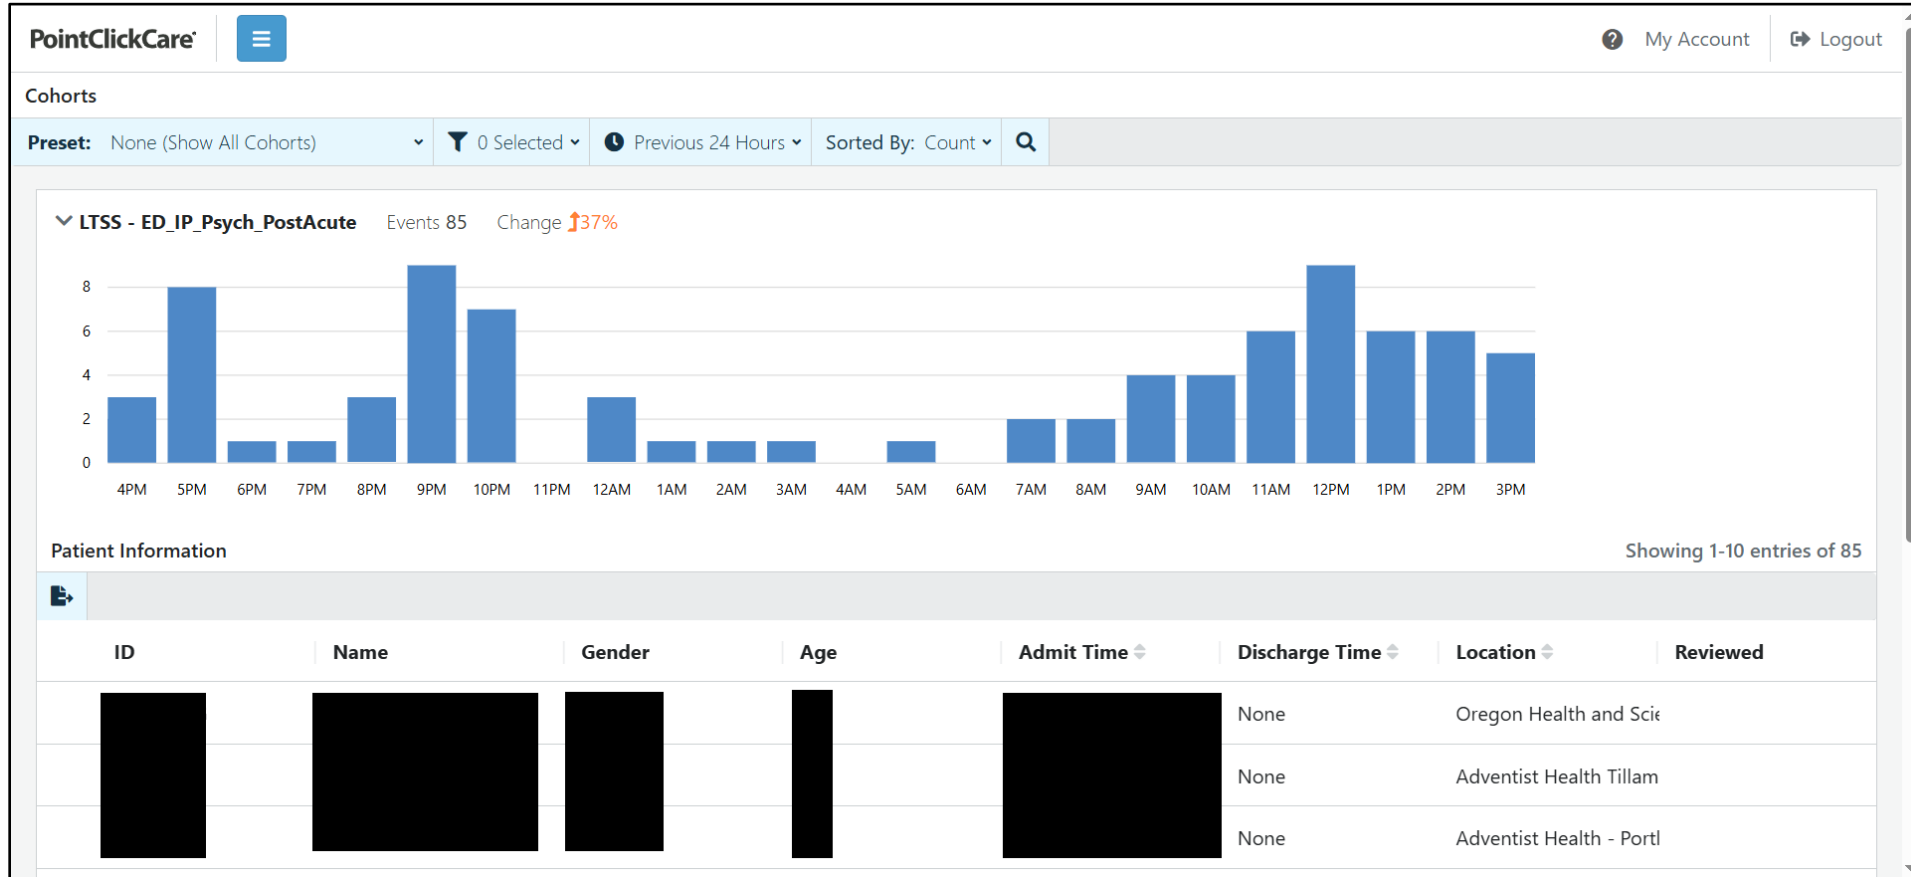 PointClickCare
My Account
Logout
Cohorts
Preset: None (Show All Cohorts)
0 Selected
Previous 24 Hours
Sorted By: Count
LTSS - ED_IP_Psych_PostAcute Events 85 Change 37%
8
6
4
2
0
4PM 5PM 6PM 7PM 8PM 9PM 10PM 11PM 12AM 1AM 2AM 3AM 4AM 5AM 6AM 7AM 8AM 9AM 10AM 11AM 12PM 1PM 2PM 3PM
Patient Information
Showing 1-10 entries of 85
ID Name Gender Age Admit Time Discharge Time Location Reviewed
None Oregon Health and Scie
None Adventist Health Tillam
None Adventist Health - Portl